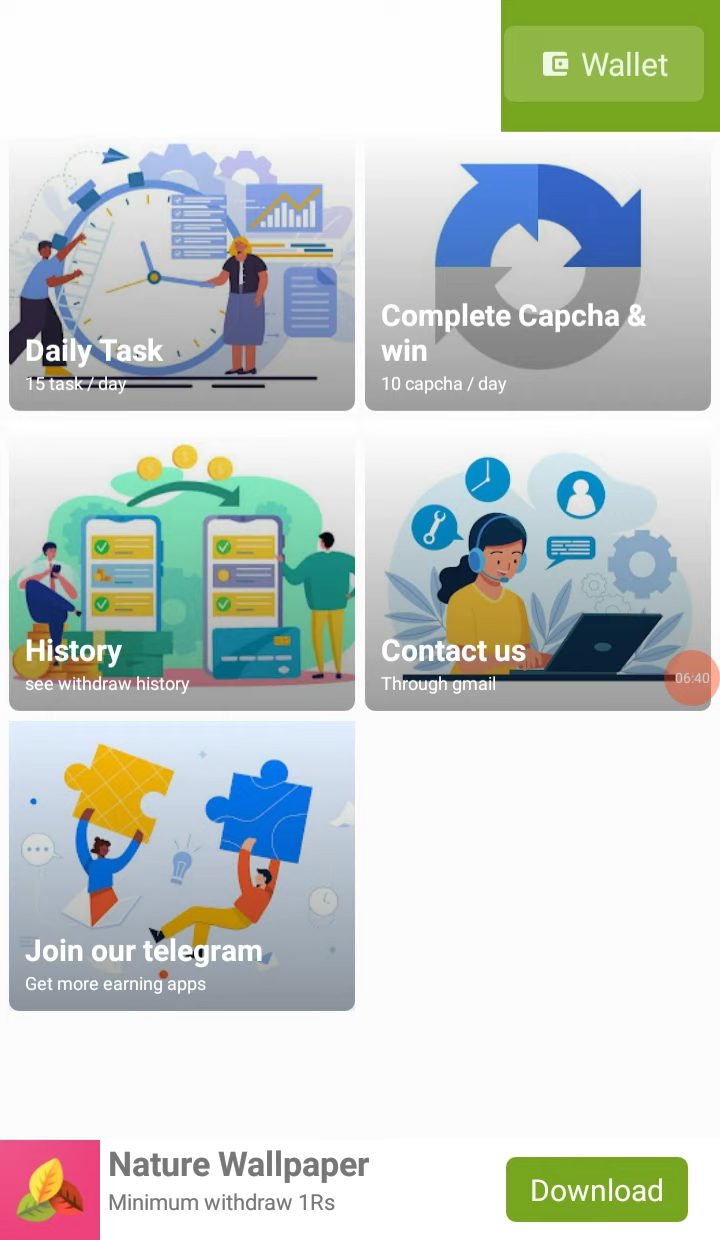 Wallet
Daily Task
15 task / day
Complete Capcha &
win
10 capcha / day
History
see withdraw history
Contact us
Through gmail
06:40
Join our telegram
Get more earning apps
Nature Wallpaper
Minimum withdraw 1Rs
Download